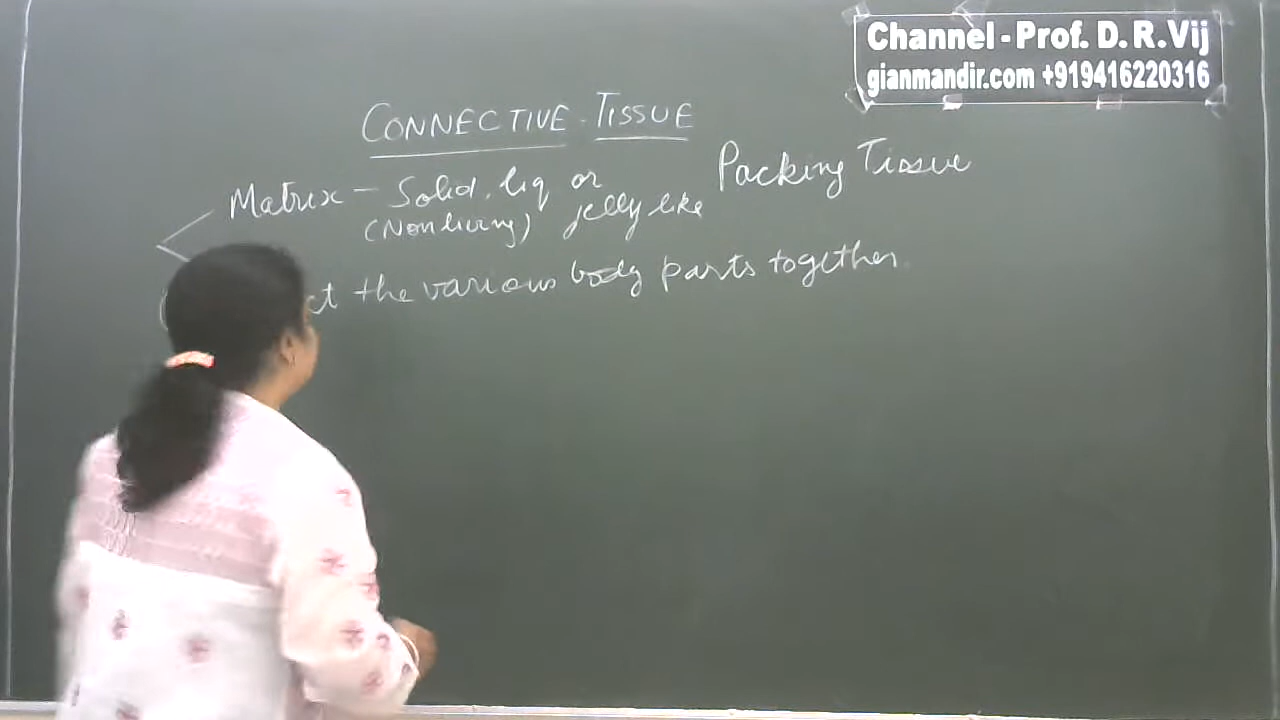 Channel - Prof. D. R. Vij
gianmandir.com +919416220316
CONNECTIVE TISSUE
Matrix - Solid, liq or jelly like
(Non living)
Packing Tissue
the various body parts together